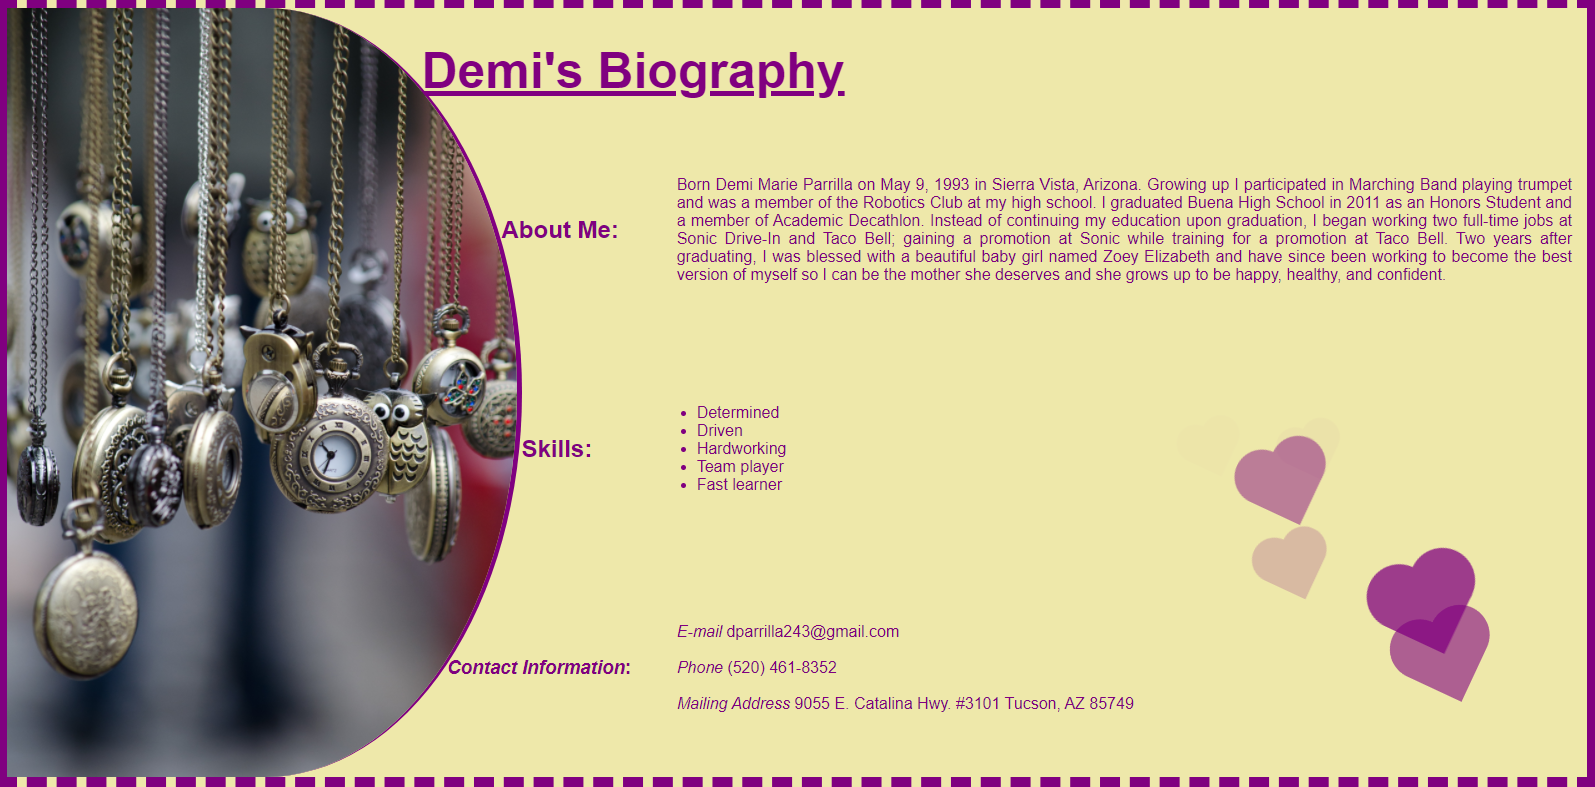 Demi's Biography
About Me:
Born Demi Marie Parrilla on May 9, 1993 in Sierra Vista, Arizona. Growing up I participated in Marching Band playing trumpet
and was a member of the Robotics Club at my high school. I graduated Buena High School in 2011 as an Honors Student and
a member of Academic Decathlon. Instead of continuing my education upon graduation, I began working two full-time jobs at
Sonic Drive-In and Taco Bell; gaining a promotion at Sonic while training for a promotion at Taco Bell. Two years after
graduating, I was blessed with a beautiful baby girl named Zoey Elizabeth and have since been working to become the best
version of myself so I can be the mother she deserves and she grows up to be happy, healthy, and confident.
Skills:
• Determined
• Driven
• Hardworking
• Team player
• Fast learner
Contact Information:
E-mail dparrilla243@gmail.com
Phone (520) 461-8352
Mailing Address 9055 E. Catalina Hwy. #3101 Tucson, AZ 85749